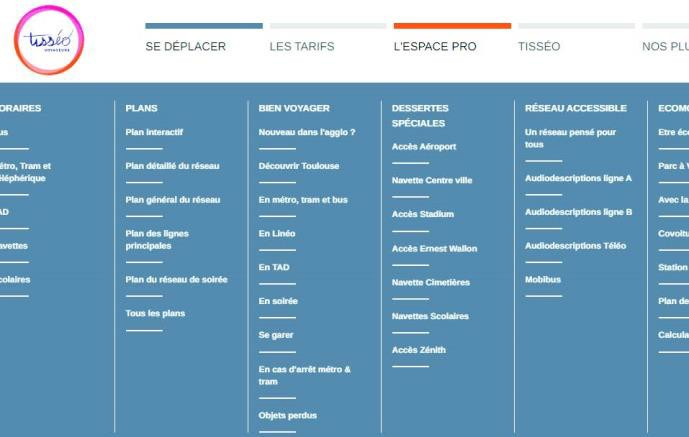 tisséo
VOYAGEURS
SE DÉPLACER
LES TARIFS
L'ESPACE PRO
TISSÉO
NOS PLU
ORAIRES
us
étro, Tram et
éléphérique
AD
avettes
colaires
PLANS
Plan interactif
Plan détaillé du réseau
Plan général du réseau
Plan des lignes
principales
Plan du réseau de soirée
Tous les plans
BIEN VOYAGER
Nouveau dans l'agglo ?
Découvrir Toulouse
En métro, tram et bus
En Linéo
En TAD
En soirée
Se garer
En cas d'arrêt métro &
tram
Objets perdus
DESSERTES
SPÉCIALES
Accès Aéroport
Navette Centre ville
Accès Stadium
Accès Ernest Wallon
Navette Cimetières
Navettes Scolaires
Accès Zénith
RÉSEAU ACCESSIBLE
Un réseau pensé pour
tous
Audiodescriptions ligne A
Audiodescriptions ligne B
Audiodescriptions Téléo
Mobibus
ECOMO
Etre éco
Parc à V
Avec la
Covoitu
Station
Plan de
Calcula